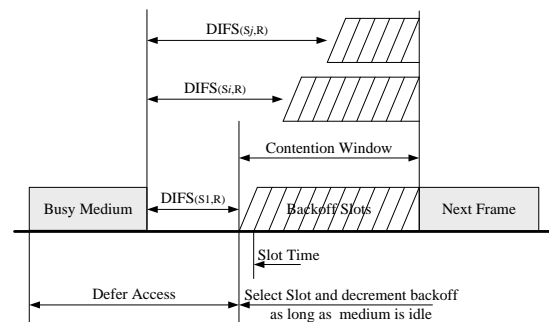 DIFS(Sj,R)
DIFS(Si,R)
Contention Window
Busy Medium
DIFS(S1,R)
Backoff Slots
Next Frame
Slot Time
Defer Access
Select Slot and decrement backoff
as long as medium is idle